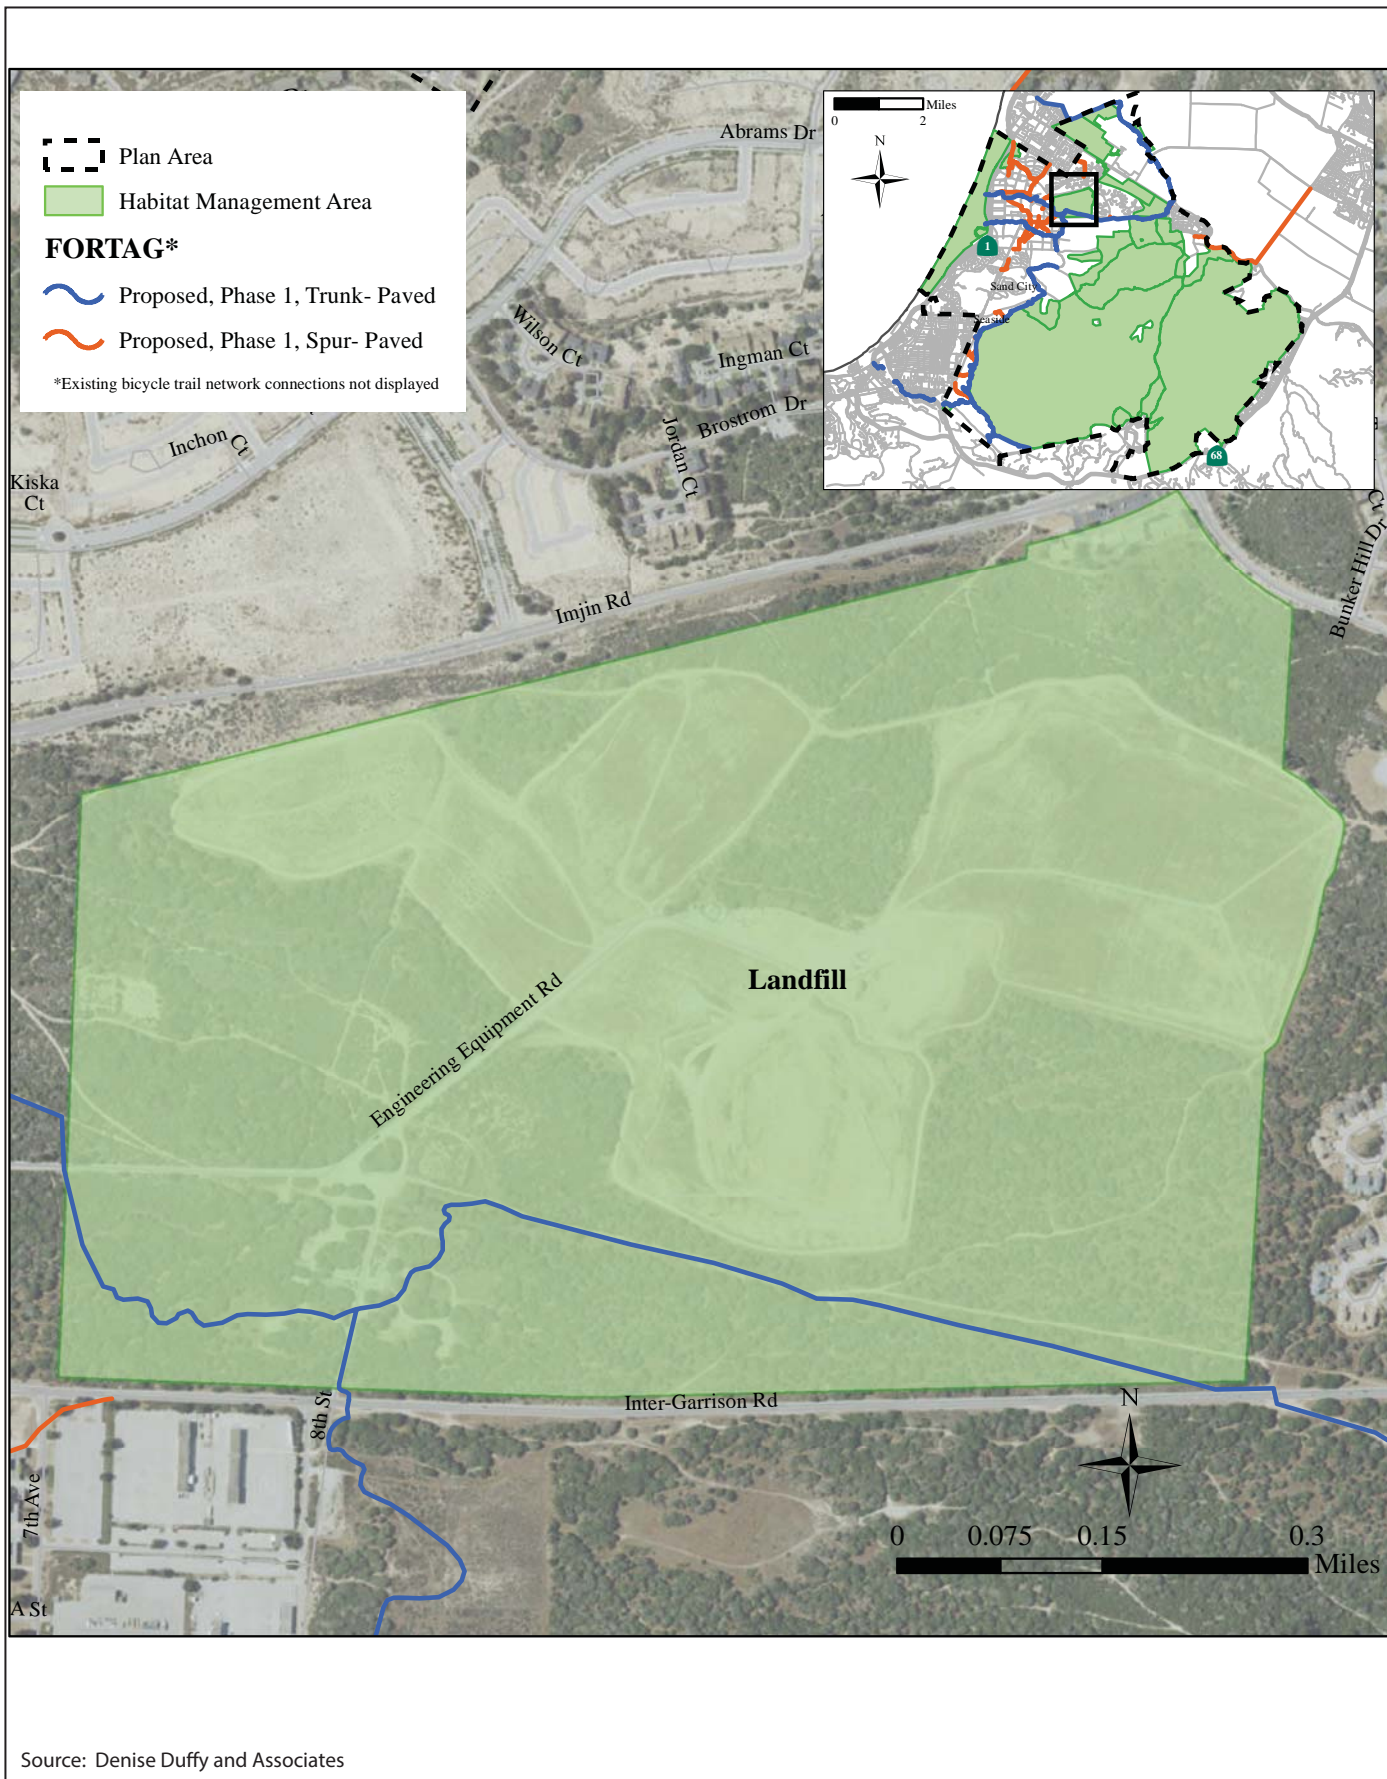 Plan Area
Habitat Management Area
FORTAG*
Proposed, Phase 1, Trunk- Paved
Proposed, Phase 1, Spur- Paved
*Existing bicycle trail network connections not displayed
Miles
0 2
N
1
Sand City
Seaside
68
Abrams Dr
Wilson Ct
Ingman Ct
Brostrom Dr
Jordan Ct
Inchon Ct
Kiska
Ct
Ct
Bunker Hill Dr
Imjin Rd
Landfill
Engineering Equipment Rd
Inter-Garrison Rd
8th St
7th Ave
A St
N
0 0.075 0.15 0.3
Miles
Source: Denise Duffy and Associates